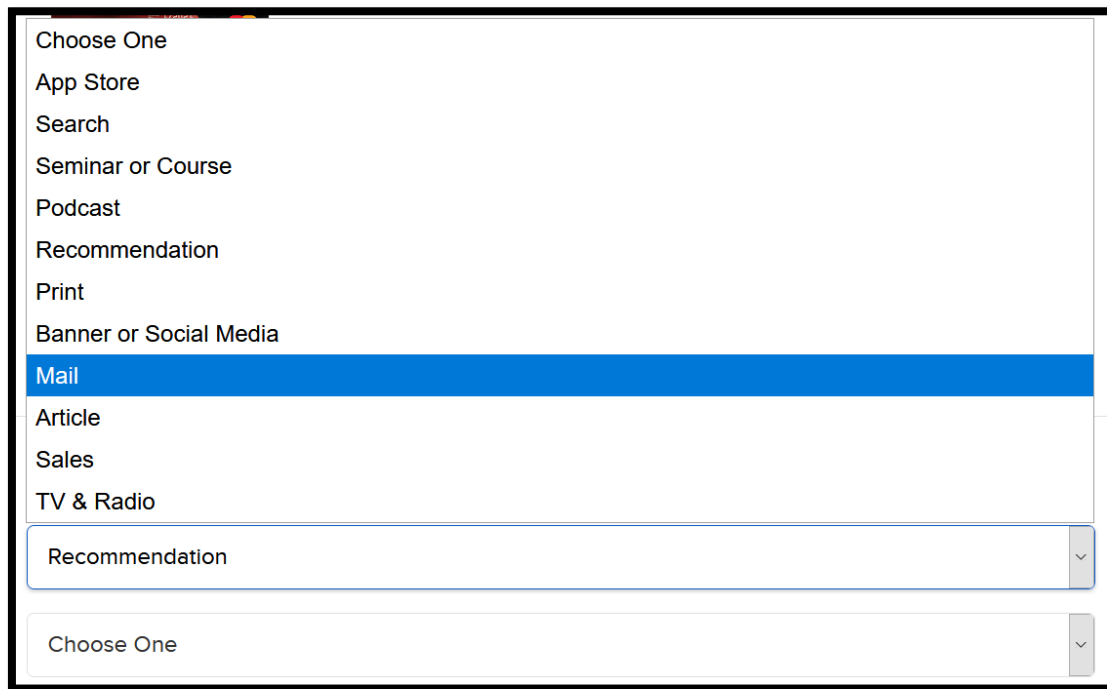 Choose One
App Store
Search
Seminar or Course
Podcast
Recommendation
Print
Banner or Social Media
Mail
Article
Sales
TV & Radio
Recommendation
Choose One